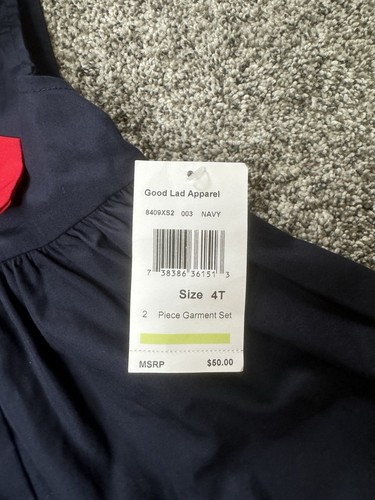 Good Lad Apparel
8409XS2 003 NAVY
7 38386 36151 3
Size 4T
2 Piece Garment Set
MSRP $50.00